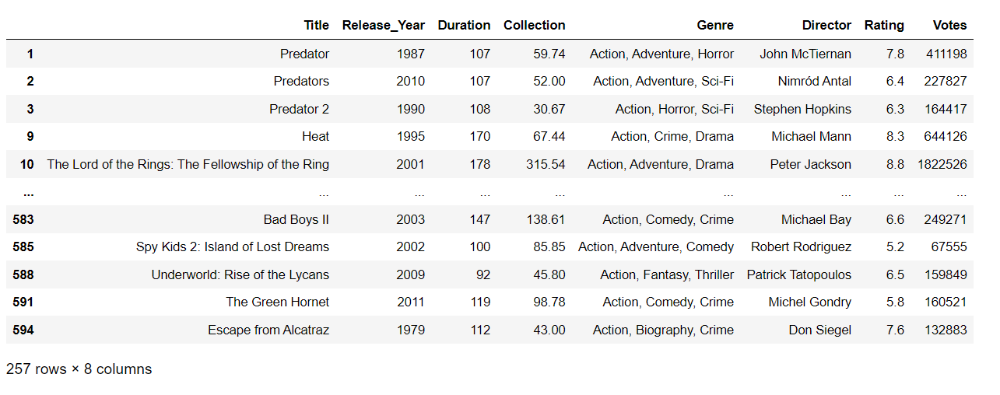 Title Release_Year Duration Collection Genre Director Rating Votes
1 Predator 1987 107 59.74 Action, Adventure, Horror John McTiernan 7.8 411198
2 Predators 2010 107 52.00 Action, Adventure, Sci-Fi Nimród Antal 6.4 227827
3 Predator 2 1990 108 30.67 Action, Horror, Sci-Fi Stephen Hopkins 6.3 164417
9 Heat 1995 170 67.44 Action, Crime, Drama Michael Mann 8.3 644126
10 The Lord of the Rings: The Fellowship of the Ring 2001 178 315.54 Action, Adventure, Drama Peter Jackson 8.8 1822526
... ... ... ... ... ... ... ... ...
583 Bad Boys II 2003 147 138.61 Action, Comedy, Crime Michael Bay 6.6 249271
585 Spy Kids 2: Island of Lost Dreams 2002 100 85.85 Action, Adventure, Comedy Robert Rodriguez 5.2 67555
588 Underworld: Rise of the Lycans 2009 92 45.80 Action, Fantasy, Thriller Patrick Tatopoulos 6.5 159849
591 The Green Hornet 2011 119 98.78 Action, Comedy, Crime Michel Gondry 5.8 160521
594 Escape from Alcatraz 1979 112 43.00 Action, Biography, Crime Don Siegel 7.6 132883
257 rows × 8 columns